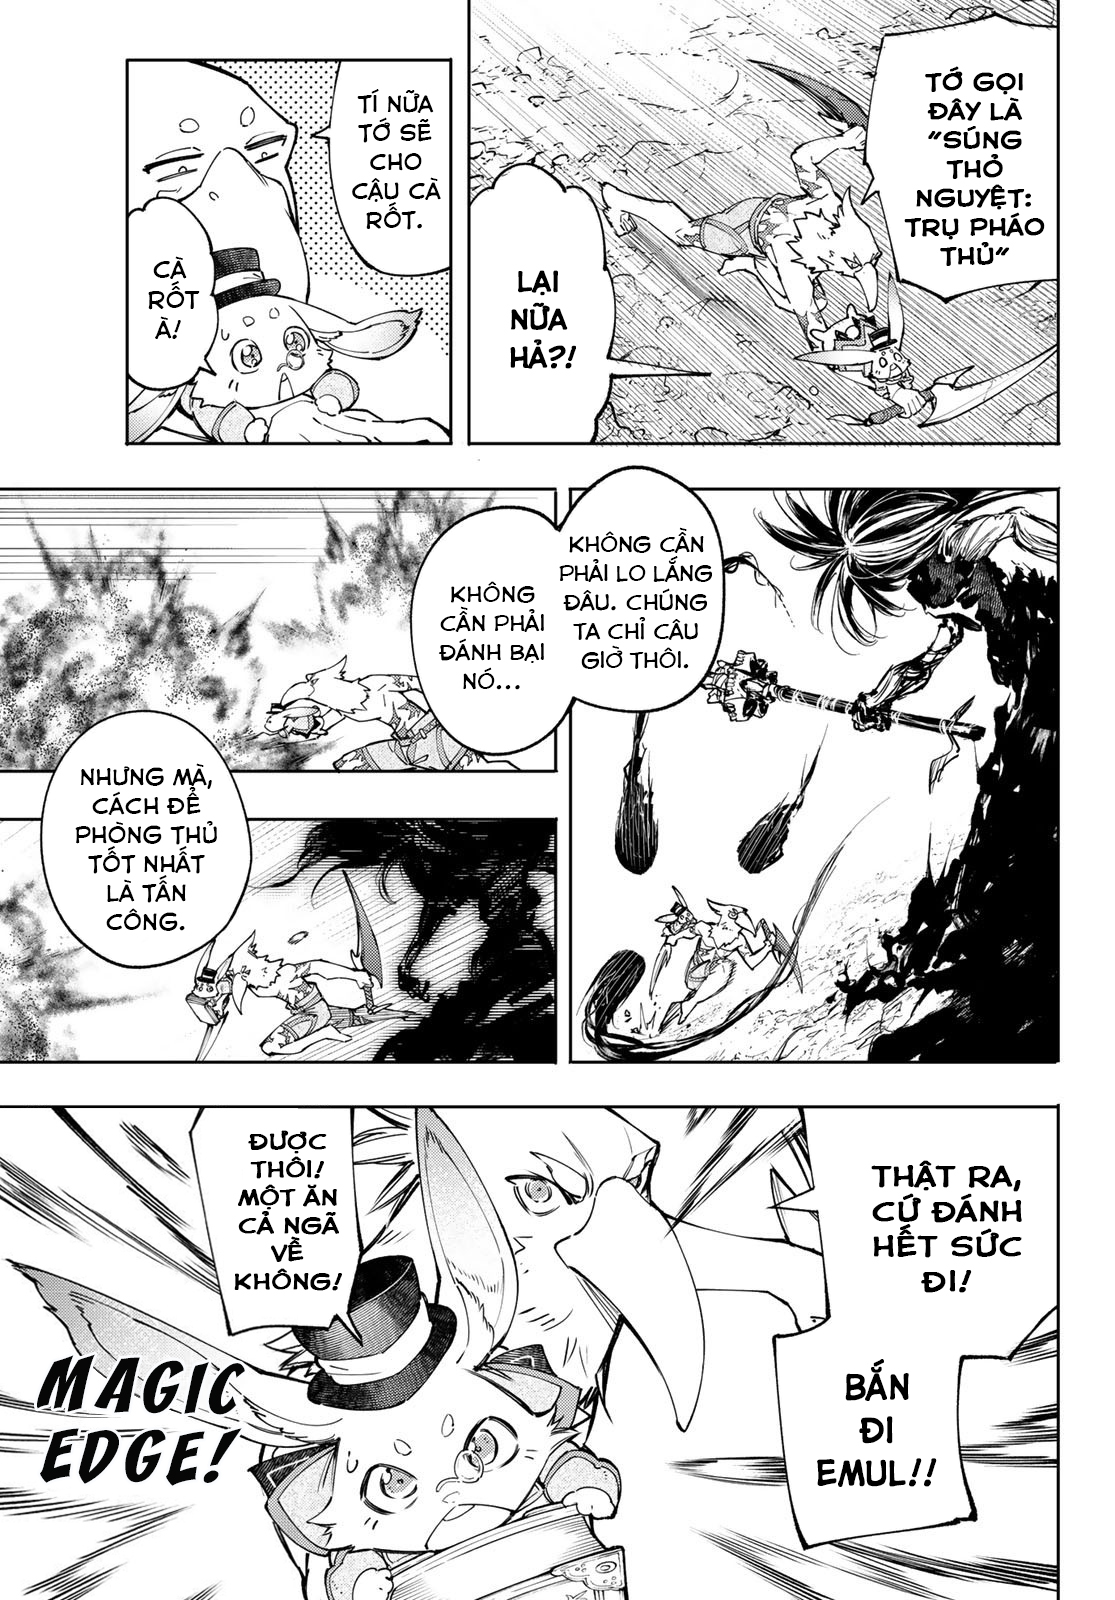 TỚ GỌI
ĐÂY LÀ
"SÚNG
THỎ
NGUYỆT:
TRỤ PHÁO
THỦ"
LẠI
NỮA
HẢ?!
TÍ NỮA
TỚ SẼ
CHO
CẬU CÀ
RỐT.
CÀ
RỐT
À!
KHÔNG CẦN
PHẢI LO LẮNG
ĐÂU. CHÚNG
TA CHỈ CÂU
GIỜ THÔI.
KHÔNG
CẦN PHẢI
ĐÁNH BẠI
NÓ...
NHƯNG MÀ,
CÁCH ĐỂ
PHÒNG THỦ
TỐT NHẤT
LÀ TẤN
CÔNG.
THẬT RA,
CỨ ĐÁNH
HẾT SỨC
ĐI!
BẮN
ĐI
EMUL!!
ĐƯỢC
THÔI!
MỘT ĂN
CẢ NGÃ
VỀ
KHÔNG!
MAGIC
EDGE!